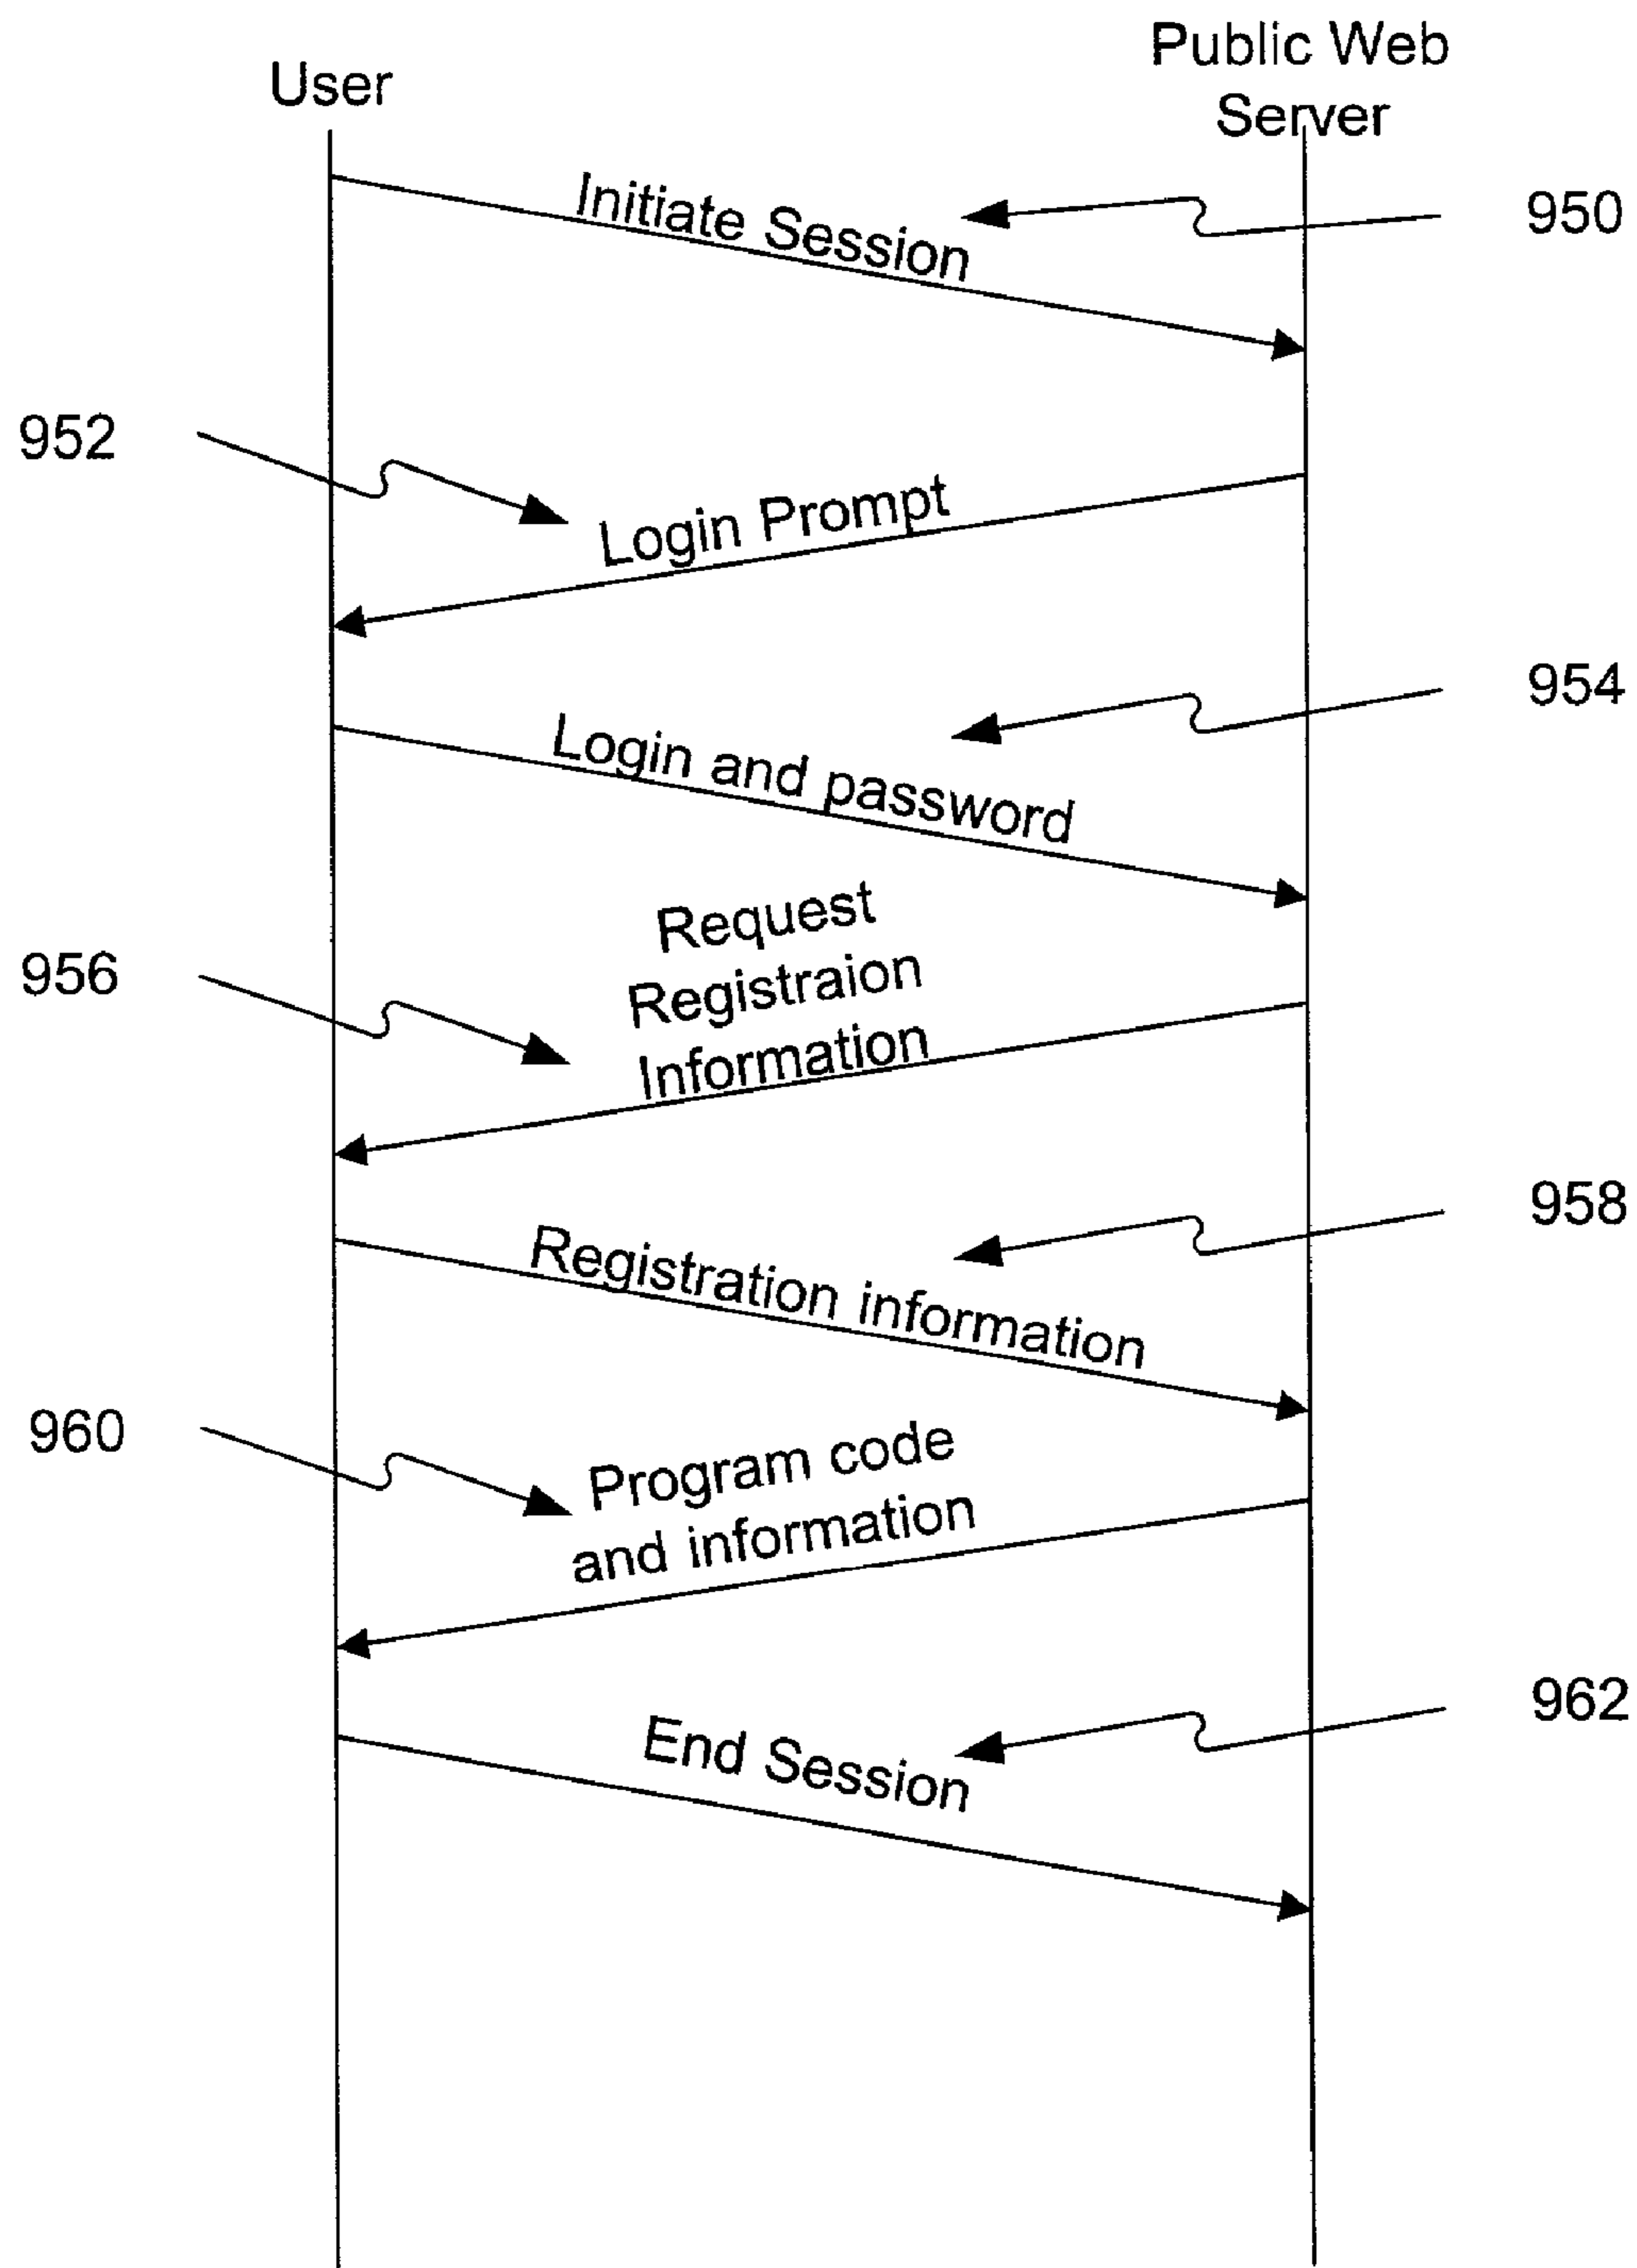 User
Public Web
Server
Initiate Session
950
952
Login Prompt
954
Login and password
956
Request
Registraion
Information
958
Registration information
960
Program code
and information
962
End Session